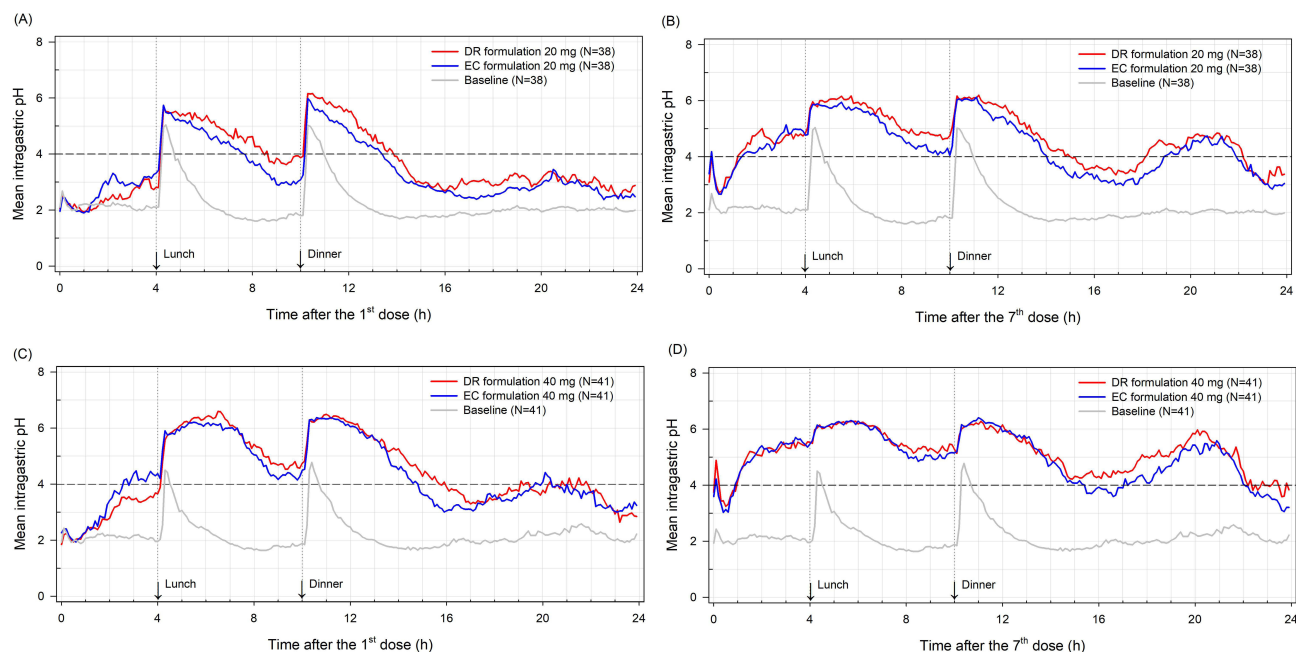 (A)
DR formulation 20 mg (N=38)
EC formulation 20 mg (N=38)
Baseline (N=38)
Mean intragastric pH
8
6
4
2
0
Lunch
Dinner
0 4 8 12 16 20 24
Time after the 1st dose (h)
(B)
DR formulation 20 mg (N=38)
EC formulation 20 mg (N=38)
Baseline (N=38)
Mean intragastric pH
8
6
4
2
0
Lunch
Dinner
0 4 8 12 16 20 24
Time after the 7th dose (h)
(C)
DR formulation 40 mg (N=41)
EC formulation 40 mg (N=41)
Baseline (N=41)
Mean intragastric pH
8
6
4
2
0
Lunch
Dinner
0 4 8 12 16 20 24
Time after the 1st dose (h)
(D)
DR formulation 40 mg (N=41)
EC formulation 40 mg (N=41)
Baseline (N=41)
Mean intragastric pH
8
6
4
2
0
Lunch
Dinner
0 4 8 12 16 20 24
Time after the 7th dose (h)